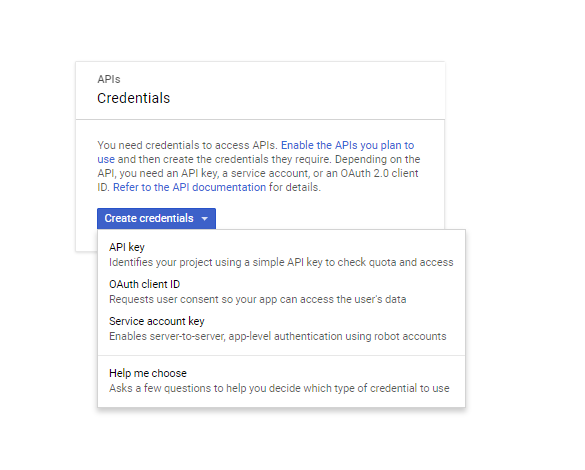 APIs
Credentials
You need credentials to access APIs. Enable the APIs you plan to
use and then create the credentials they require. Depending on the
API, you need an API key, a service account, or an OAuth 2.0 client
ID. Refer to the API documentation for details.
Create credentials
API key
Identifies your project using a simple API key to check quota and access
OAuth client ID
Requests user consent so your app can access the user's data
Service account key
Enables server-to-server, app-level authentication using robot accounts
Help me choose
Asks a few questions to help you decide which type of credential to use